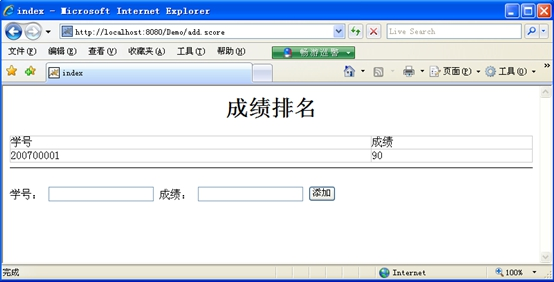 index - Microsoft Internet Explorer
http://localhost:8080/Demo/add.score
Live Search
文件(F) 编辑(E) 查看(V) 收藏夹(A) 工具(T) 帮助(H)
index
页面(P) 工具(O)
成绩排名
学号 成绩
200700001 90
学号： 成绩： 添加
完成 Internet 100%